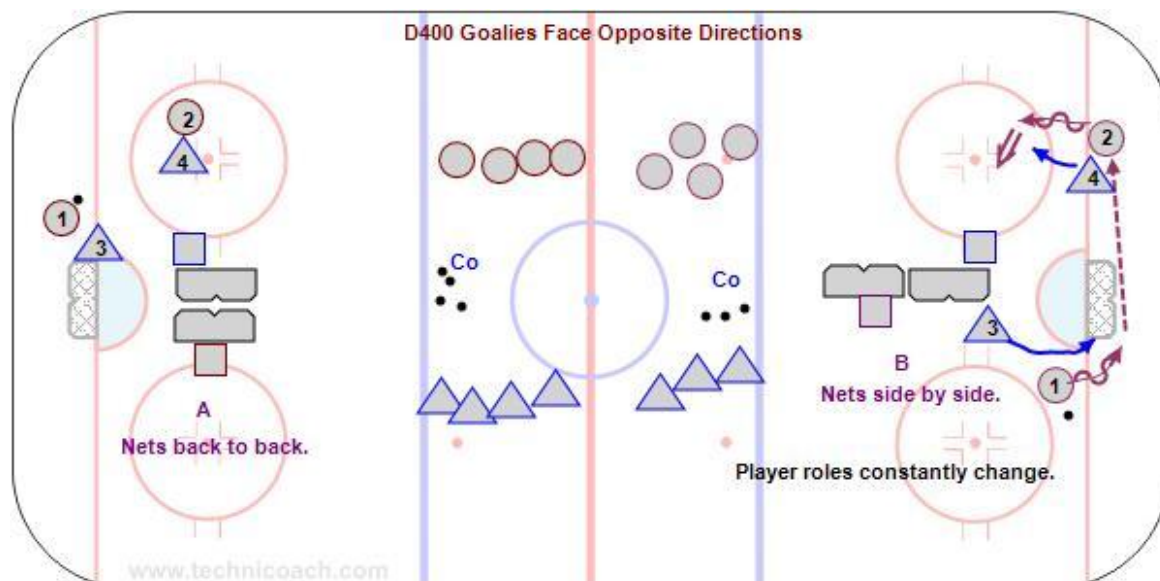 D400 Goalies Face Opposite Directions
2
4
1
3
Co
Co
2
4
3
1
A
Nets back to back.
B
Nets side by side.
Player roles constantly change.
www.technicoach.com